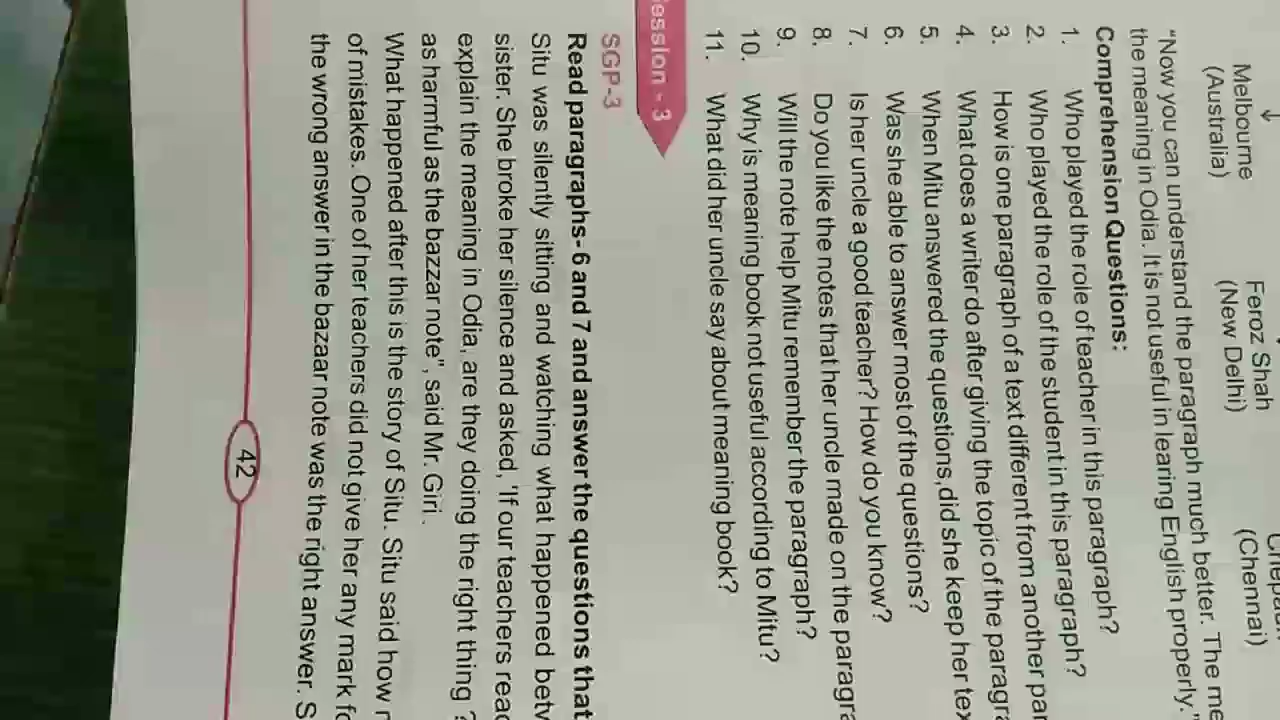 Melbourne
(Australia)
Feroz Shah
(New Delhi)
(Chennai)
"Now you can understand the paragraph much better. The me
the meaning in Odia. It is not useful in learing English properly."
Comprehension Questions:
1. Who played the role of teacher in this paragraph?
2. Who played the role of the student in this paragraph?
3. How is one paragraph of a text different from another par
4. What does a writer do after giving the topic of the paragra
5. When Mitu answered the questions, did she keep her tex
6. Was she able to answer most of the questions?
7. Is her uncle a good teacher? How do you know?
8. Do you like the notes that her uncle made on the paragra
9. Will the note help Mitu remember the paragraph?
10. Why is meaning book not useful according to Mitu?
11. What did her uncle say about meaning book?
ession - 3
SGP-3
Read paragraphs- 6 and 7 and answer the questions that
Situ was silently sitting and watching what happened betw
sister. She broke her silence and asked, 'If our teachers read
explain the meaning in Odia, are they doing the right thing ?
as harmful as the bazzar note", said Mr. Giri.
What happened after this is the story of Situ. Situ said how r
of mistakes. One of her teachers did not give her any mark fo
the wrong answer in the bazaar note was the right answer. S
42